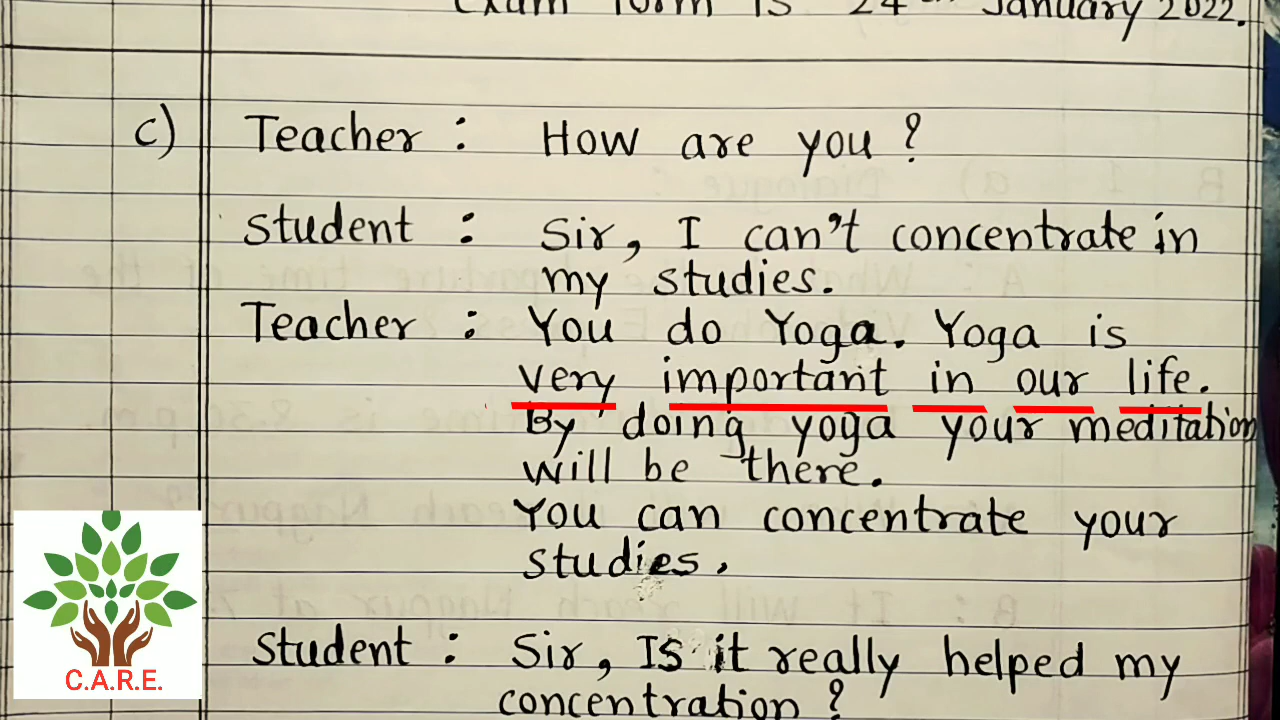 Exam form is 24th January 2022.
c) Teacher : How are you ?
Student : Sir, I can't concentrate in
my studies.
Teacher : You do Yoga. Yoga is
very important in our life.
By doing yoga your meditation
will be there.
You can concentrate your
studies.
Student : Sir, Is it really helped my
concentration ?
C.A.R.E.